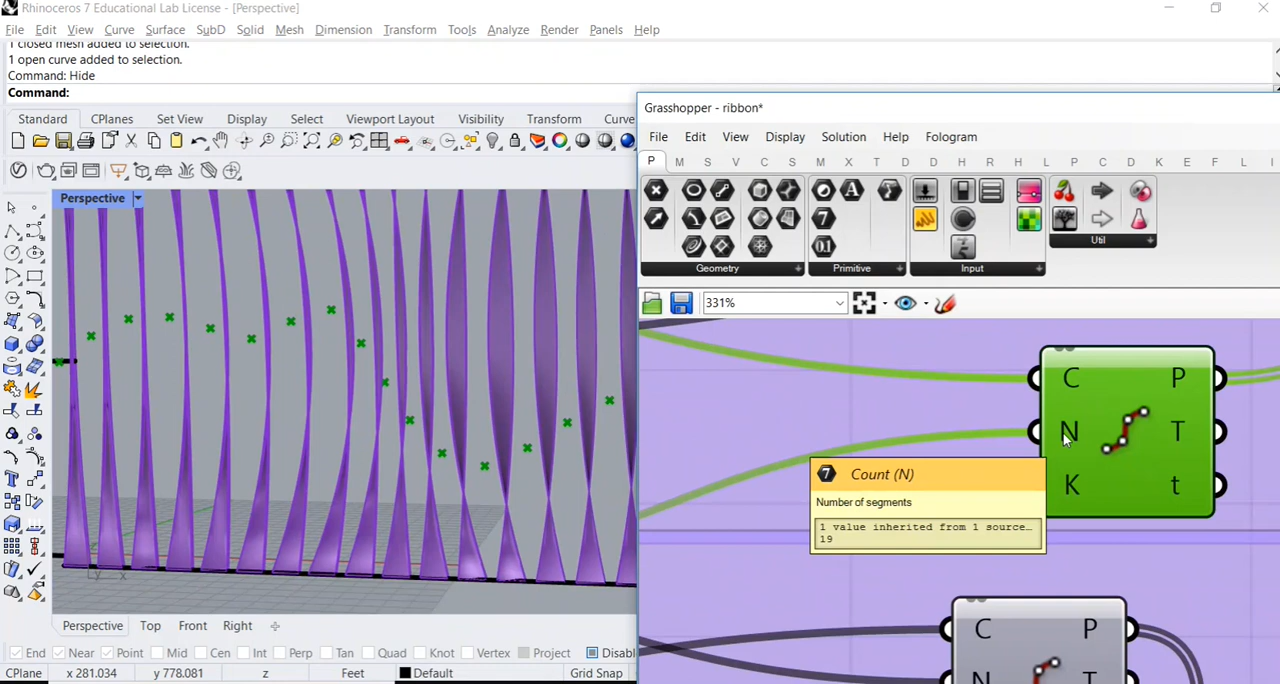 Rhinoceros 7 Educational Lab License - [Perspective]
File Edit View Curve Surface SubD Solid Mesh Dimension Transform Tools Analyze Render Panels Help
1 closed mesh added to selection.
1 open curve added to selection.
Command: Hide
Command:
Standard CPlanes Set View Display Select Viewport Layout Visibility Transform Curve
Perspective
Grasshopper - ribbon*
File Edit View Display Solution Help Fologram
P M S V C S M X T D D H R H L P C D K E F L I
A
7
0.1
Geometry Primitive Input Util
331%
C P
N T
K t
7 Count (N)
Number of segments
1 value inherited from 1 source…
19
C P
N T
y x
Perspective Top Front Right
End Near Point Mid Cen Int Perp Tan Quad Knot Vertex Project Disabl
CPlane x 281.034 y 778.081 z Feet Default Grid Snap